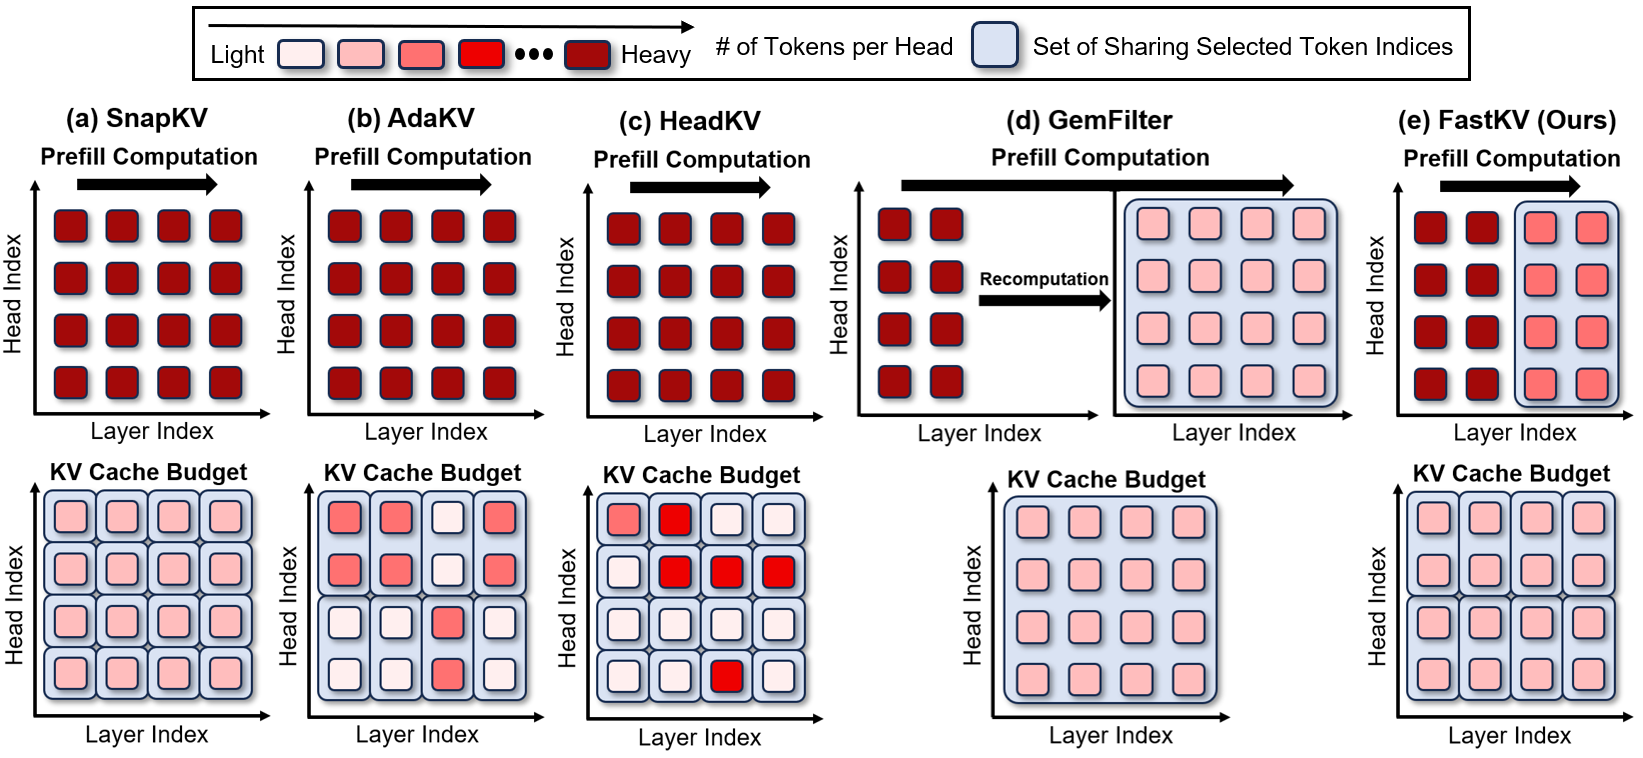 Light ••• Heavy # of Tokens per Head Set of Sharing Selected Token Indices
(a) SnapKV
Prefill Computation
Head Index
Layer Index
KV Cache Budget
Head Index
Layer Index
(b) AdaKV
Prefill Computation
Head Index
Layer Index
KV Cache Budget
Head Index
Layer Index
(c) HeadKV
Prefill Computation
Head Index
Layer Index
KV Cache Budget
Head Index
Layer Index
(d) GemFilter
Prefill Computation
Head Index
Recomputation
Layer Index
Layer Index
KV Cache Budget
Head Index
Layer Index
(e) FastKV (Ours)
Prefill Computation
Head Index
Layer Index
KV Cache Budget
Head Index
Layer Index